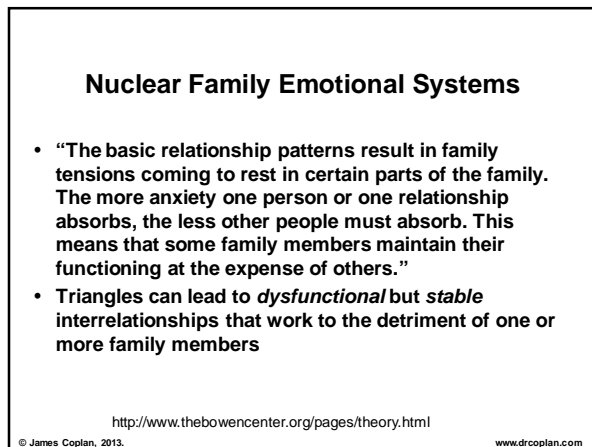 Nuclear Family Emotional Systems
• “The basic relationship patterns result in family
tensions coming to rest in certain parts of the family.
The more anxiety one person or one relationship
absorbs, the less other people must absorb. This
means that some family members maintain their
functioning at the expense of others.”
• Triangles can lead to dysfunctional but stable
interrelationships that work to the detriment of one or
more family members
http://www.thebowencenter.org/pages/theory.html
© James Coplan, 2013. www.drcoplan.com